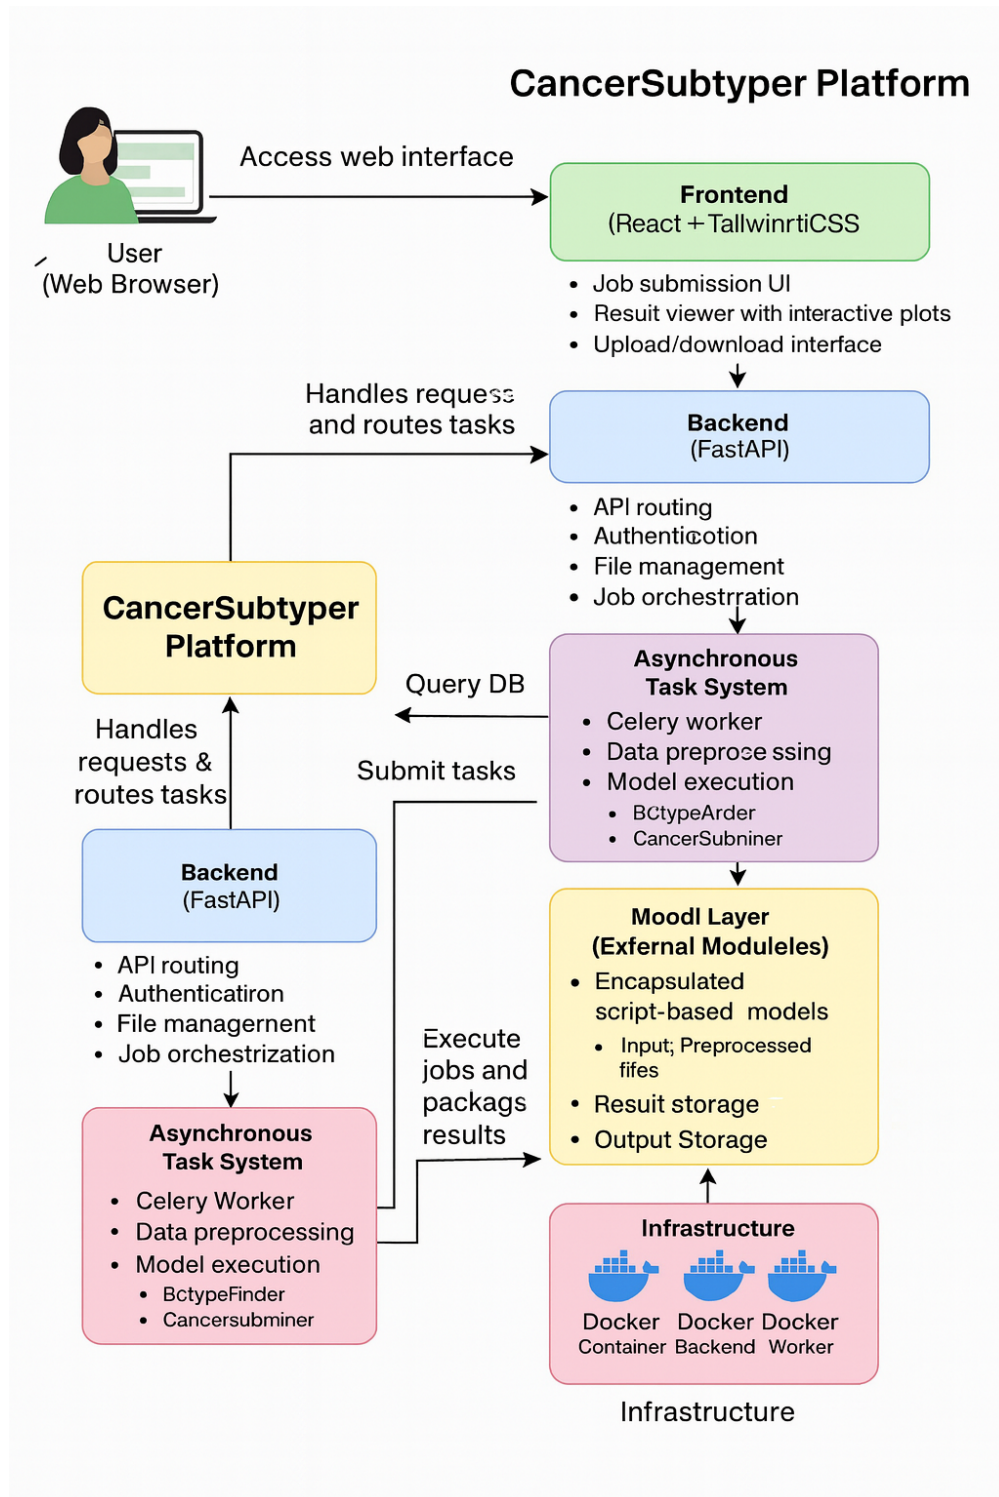 CancerSubtyper Platform
Access web interface
User
(Web Browser)
Frontend
(React + TallwinrtiCSS
• Job submission UI
• Resuit viewer with interactive plots
• Upload/download interface
Handles requess
and routes tasks
Backend
(FastAPI)
• API routing
• Authenticotion
• File management
• Job orchestrration
CancerSubtyper
Platform
Query DB
Asynchronous
Task System
• Celery worker
• Data preproce ssing
• Model execution
• BCtypeArder
• CancerSubniner
Handles
requests &
routes tasks
Submit tasks
Backend
(FastAPI)
• API routing
• Authenticatiron
• File managernent
• Job orchestrization
Moodl Layer
(Exfernal Moduleles)
• Encapsulated
script-based models
• Input; Preprocessed
fifes
• Resuit storage
• Output Storage
Execute
jobs and
packags
results
Asynchronous
Task System
• Celery Worker
• Data preprocessing
• Model execution
• BctypeFinder
• Cancersubminer
Infrastructure
Docker Container
Docker Backend
Docker Worker
Infrastructure